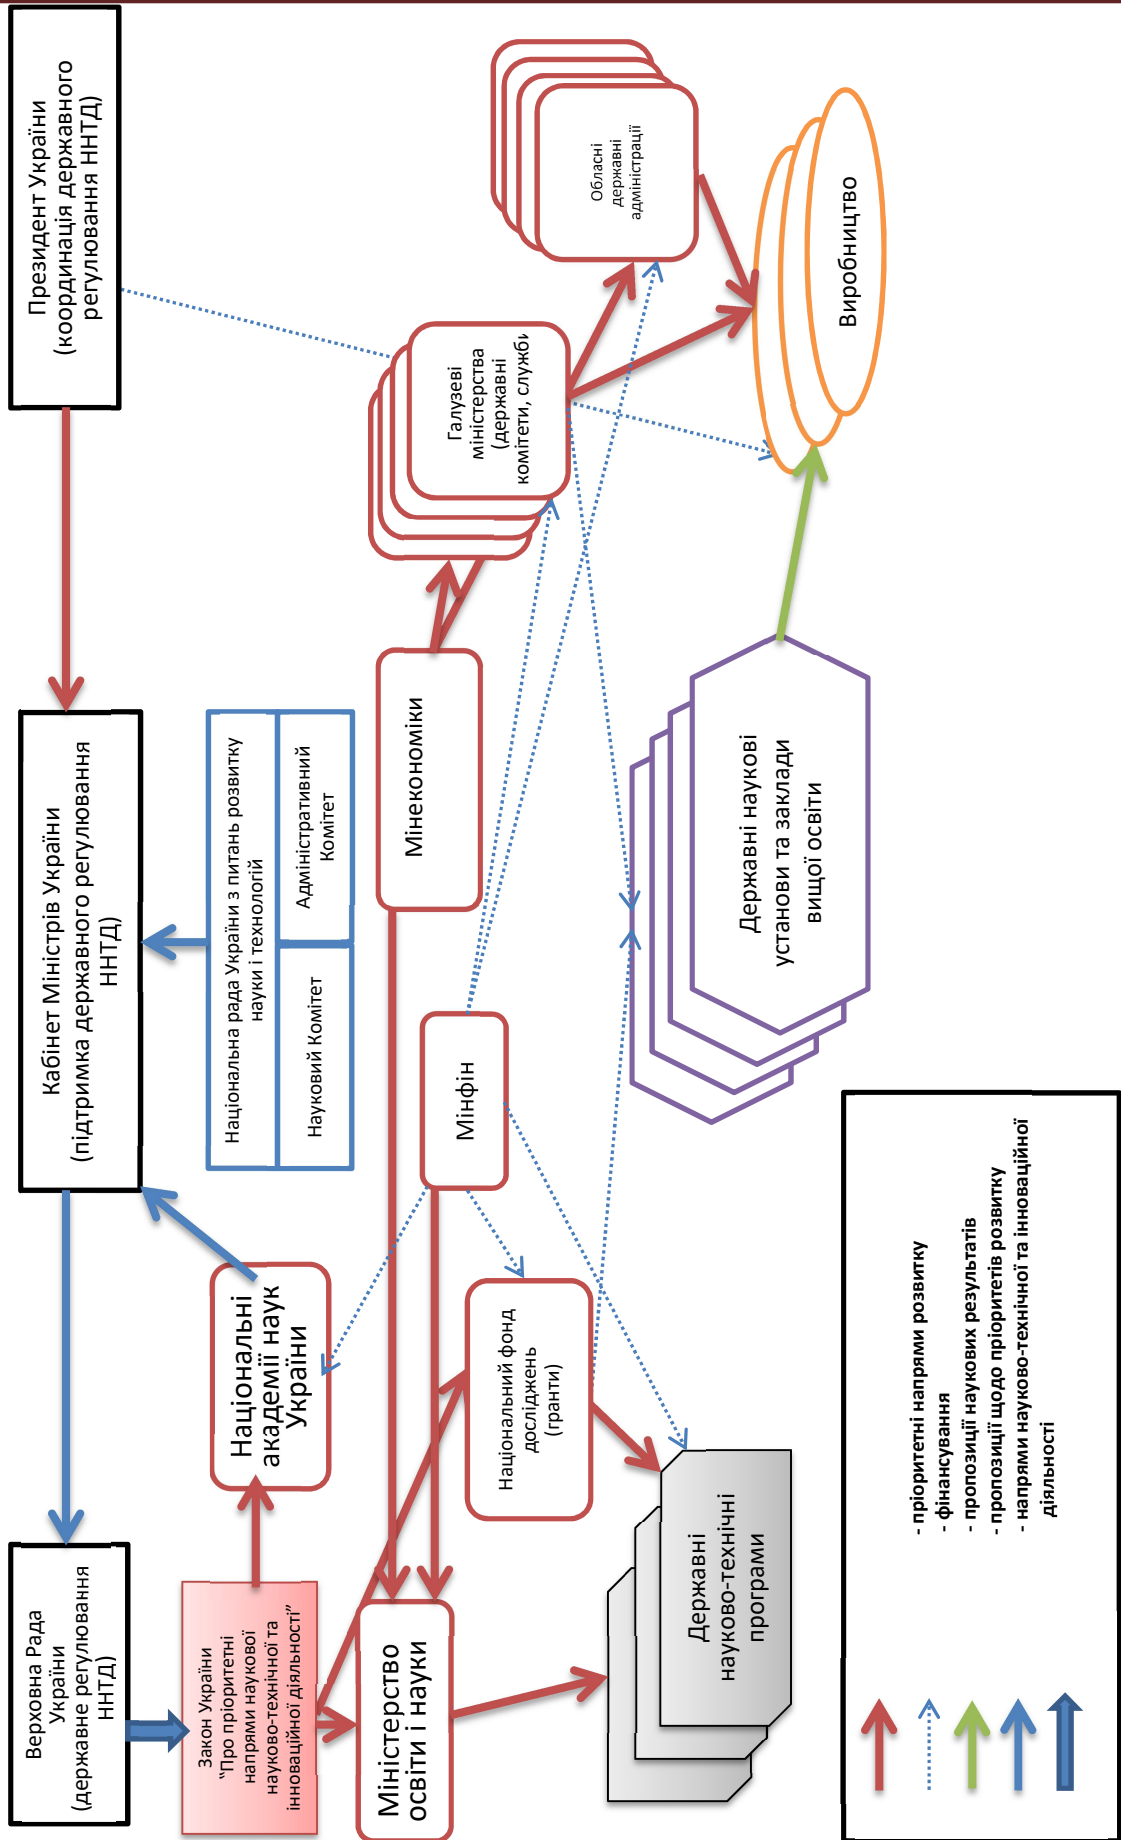 Верховна Рада
України
(державне регулювання
ННТД)
Кабінет Міністрів України
(підтримка державного регулювання
ННТД)
Президент України
(координація державного
регулювання ННТД)
Закон України
“Про пріоритетні
напрями наукової
науково-технічної та
інноваційної діяльності”
Національні
академії наук
України
Національна рада України з питань розвитку
науки і технологій
Науковий Комітет
Адміністративний
Комітет
Міністерство
освіти і науки
Мінфін
Мінекономіки
Галузеві
міністерства
(державні
комітети, служби
Національний фонд
досліджень
(гранти)
Обласні
державні
адміністрації
Державні
науково-технічні
програми
Державні наукові
установи та заклади
вищої освіти
Виробництво
- пріоритетні напрями розвитку
- фінансування
- пропозиції наукових результатів
- пропозиції щодо пріоритетів розвитку
- напрями науково-технічної та інноваційної
діяльності